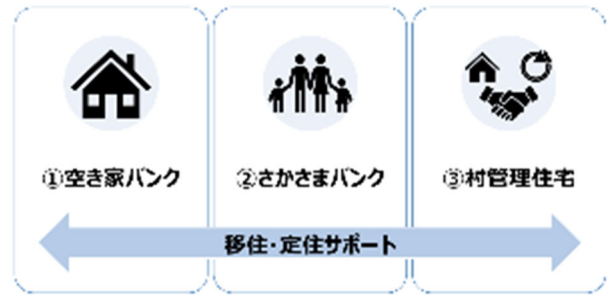 ①空き家バンク
②さかさまバンク
③村管理住宅
移住・定住サポート